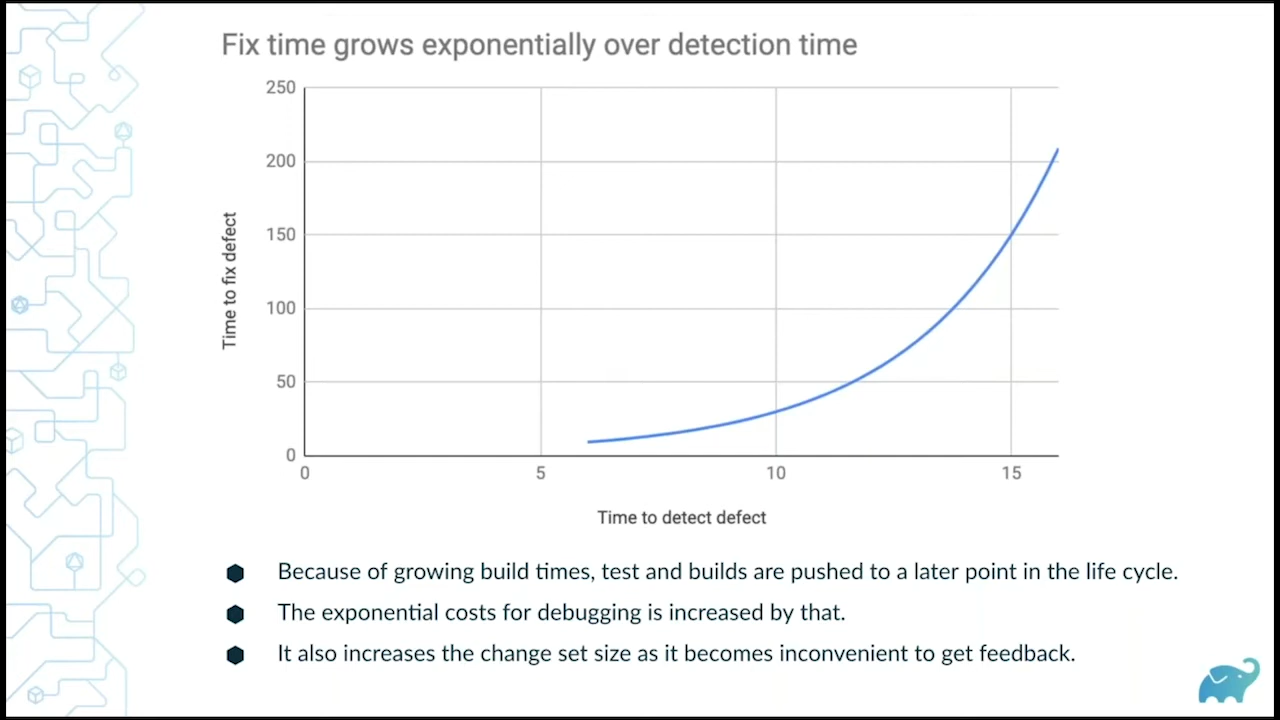 Fix time grows exponentially over detection time
250
200
150
100
50
0
Time to fix defect
0 5 10 15
Time to detect defect
Because of growing build times, test and builds are pushed to a later point in the life cycle.
The exponential costs for debugging is increased by that.
It also increases the change set size as it becomes inconvenient to get feedback.